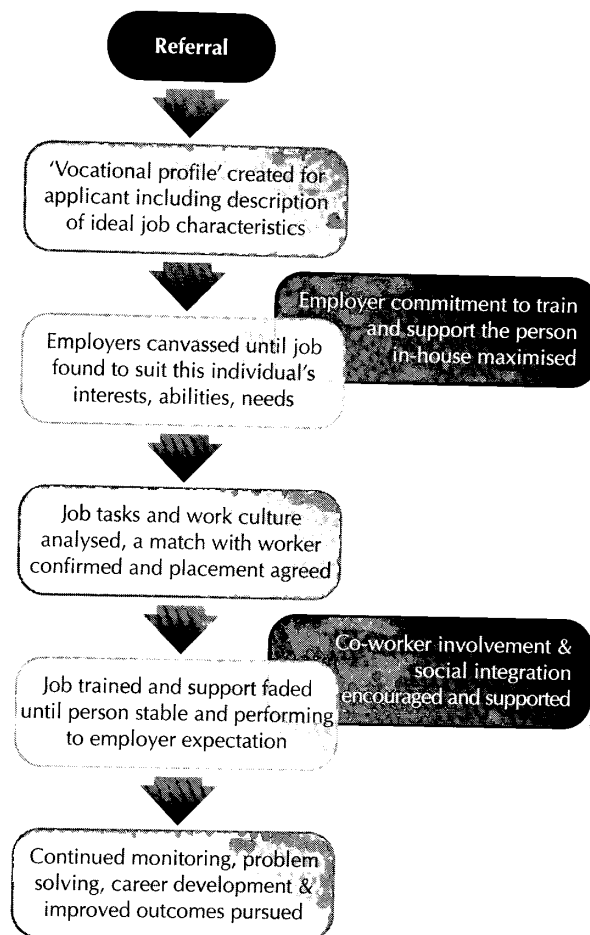 Referral
‘Vocational profile’ created for
applicant including description
of ideal job characteristics
Employer commitment to train
and support the person
in-house maximised
Employers canvassed until job
found to suit this individual’s
interests, abilities, needs
Job tasks and work culture
analysed, a match with worker
confirmed and placement agreed
Co-worker involvement &
social integration
encouraged and supported
Job trained and support faded
until person stable and performing
to employer expectation
Continued monitoring, problem
solving, career development &
improved outcomes pursued